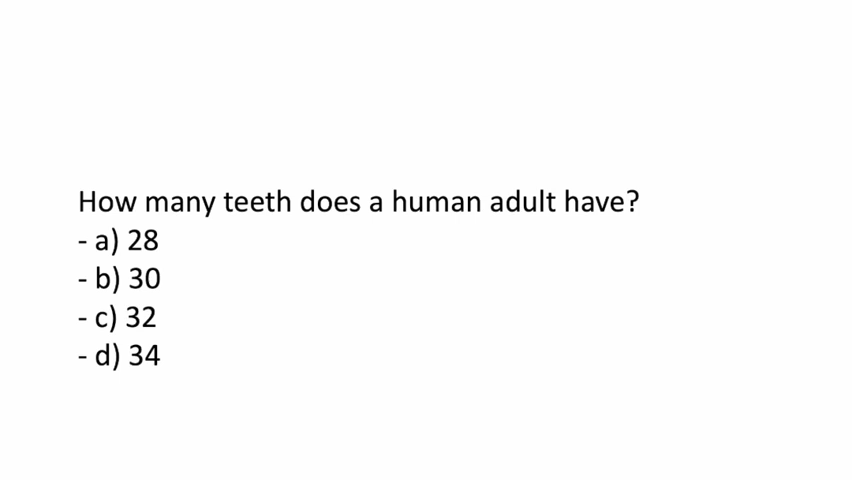 How many teeth does a human adult have?
- a) 28
- b) 30
- c) 32
- d) 34